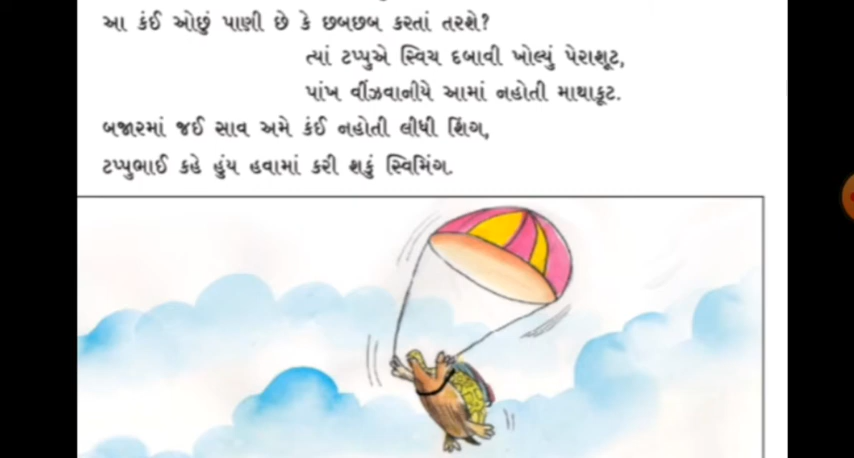 આ કંઈ ઓછું પાણી છે કે છબછબ કરતાં તરશે?
ત્યાં ટપ્પુએ સ્વિચ દબાવી ખોલ્યું પેરાશૂટ,
પાંખ વીંઝવાનીયે આમાં નહોતી માથાકૂટ.
બજારમાં જઈ સાવ અમે કંઈ નહોતી લીધી શિંગ,
ટપ્પુભાઈ કહે હુંય હવામાં કરી શકું સ્વિમિંગ.